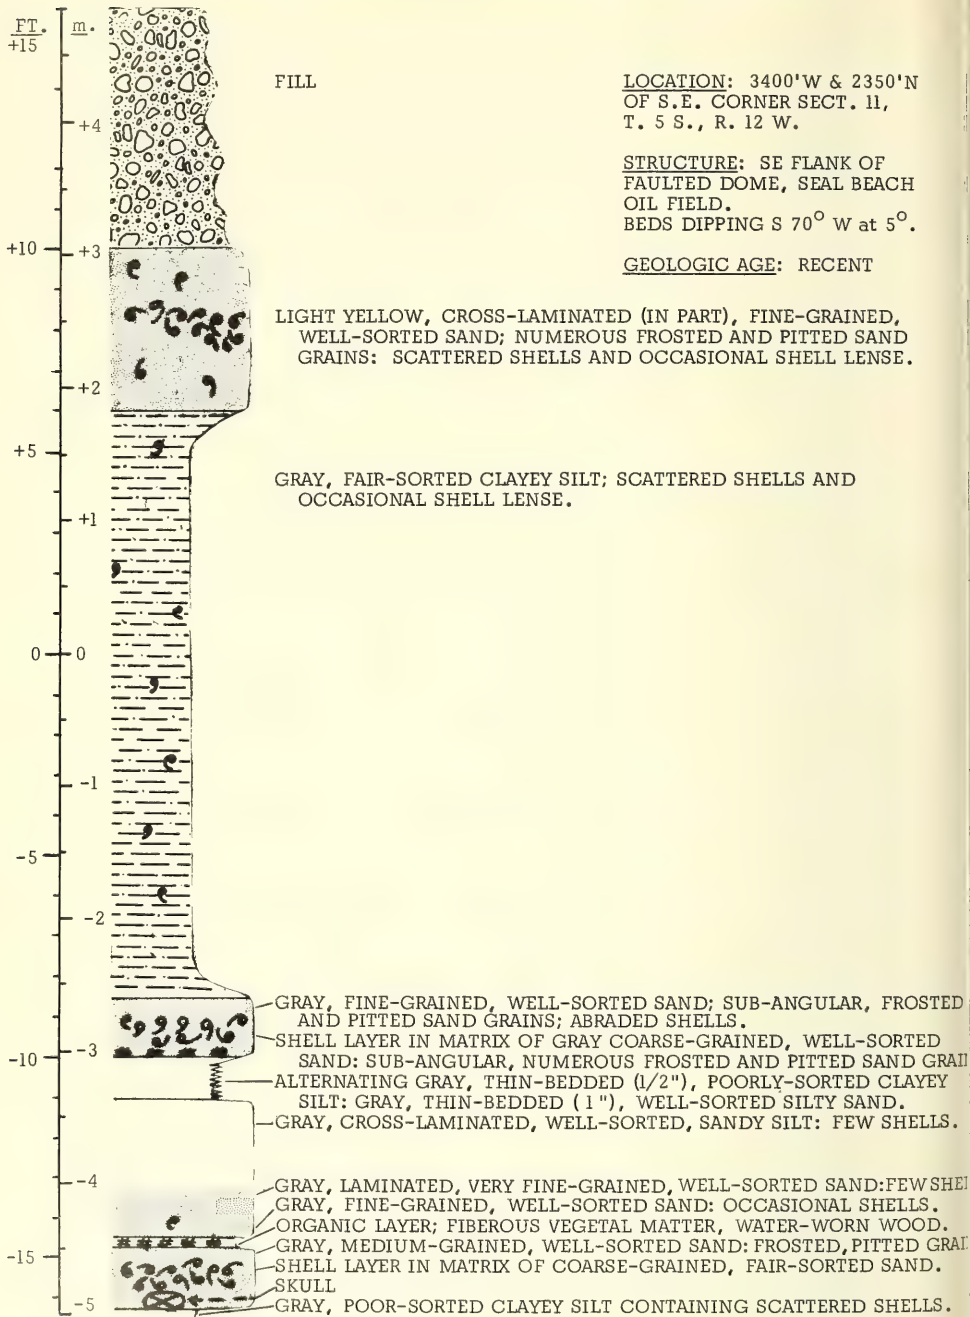 FT. m.
+15
+4
+10 +3
+2
+5
+1
0 0
-1
-5
-2
-10 -3
-4
-15
-5
FILL
LOCATION: 3400'W & 2350'N
OF S.E. CORNER SECT. 11,
T. 5 S., R. 12 W.
STRUCTURE: SE FLANK OF
FAULTED DOME, SEAL BEACH
OIL FIELD.
BEDS DIPPING S 70° W at 5°.
GEOLOGIC AGE: RECENT
LIGHT YELLOW, CROSS-LAMINATED (IN PART), FINE-GRAINED,
WELL-SORTED SAND; NUMEROUS FROSTED AND PITTED SAND
GRAINS: SCATTERED SHELLS AND OCCASIONAL SHELL LENSE.
GRAY, FAIR-SORTED CLAYEY SILT; SCATTERED SHELLS AND
OCCASIONAL SHELL LENSE.
GRAY, FINE-GRAINED, WELL-SORTED SAND; SUB-ANGULAR, FROSTED
AND PITTED SAND GRAINS; ABRADED SHELLS.
SHELL LAYER IN MATRIX OF GRAY COARSE-GRAINED, WELL-SORTED
SAND: SUB-ANGULAR, NUMEROUS FROSTED AND PITTED SAND
ALTERNATING GRAY, THIN-BEDDED (1/2"), POORLY-SORTED CLAYEY
SILT: GRAY, THIN-BEDDED (1"), WELL-SORTED SILTY SAND.
GRAY, CROSS-LAMINATED, WELL-SORTED, SANDY SILT: FEW SHELLS.
GRAY, LAMINATED, VERY FINE-GRAINED, WELL-SORTED SAND: FEW
GRAY, FINE-GRAINED, WELL-SORTED SAND: OCCASIONAL SHELLS.
ORGANIC LAYER; FIBEROUS VEGETAL MATTER, WATER-WORN WOOD.
GRAY, MEDIUM-GRAINED, WELL-SORTED SAND: FROSTED, PITTED
SHELL LAYER IN MATRIX OF COARSE-GRAINED, FAIR-SORTED SAND.
SKULL
GRAY, POOR-SORTED CLAYEY SILT CONTAINING SCATTERED SHELLS.